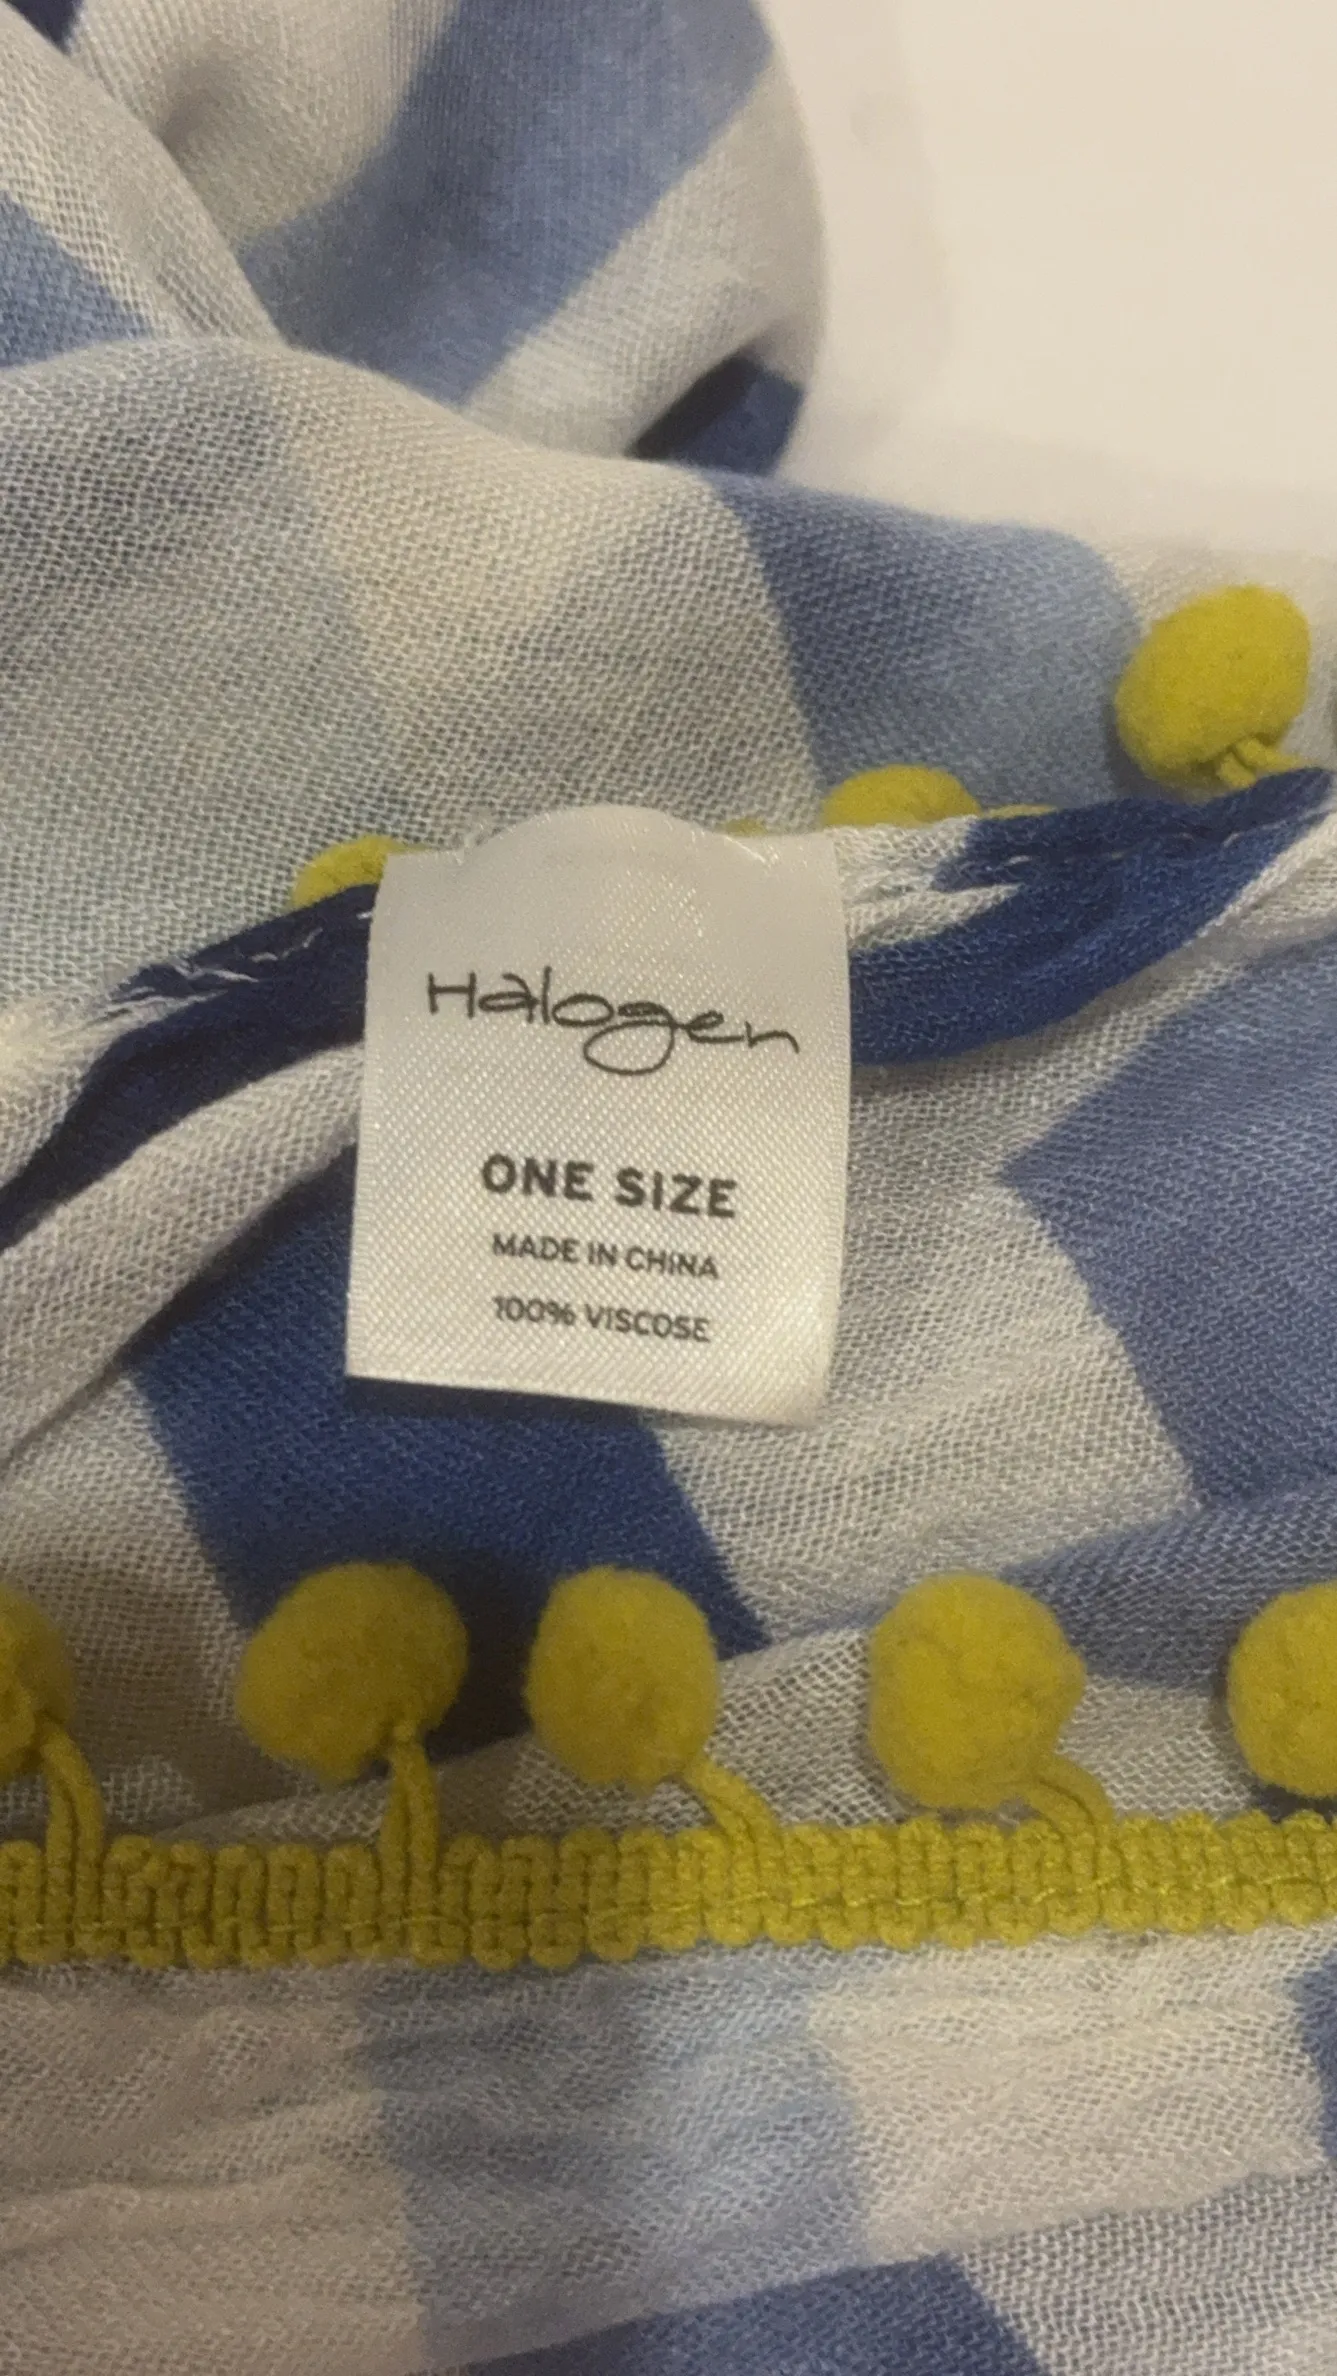 Halogen
ONE SIZE
MADE IN CHINA
100% VISCOSE